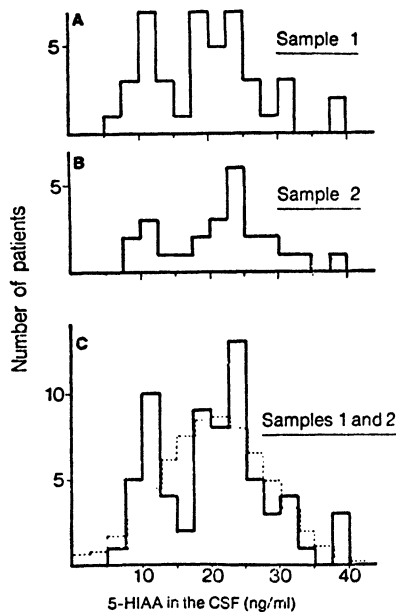 A
5
Sample 1
B
5
Sample 2
Number of patients
C
10
5
Samples 1 and 2
10 20 30 40
5-HIAA in the CSF (ng/ml)